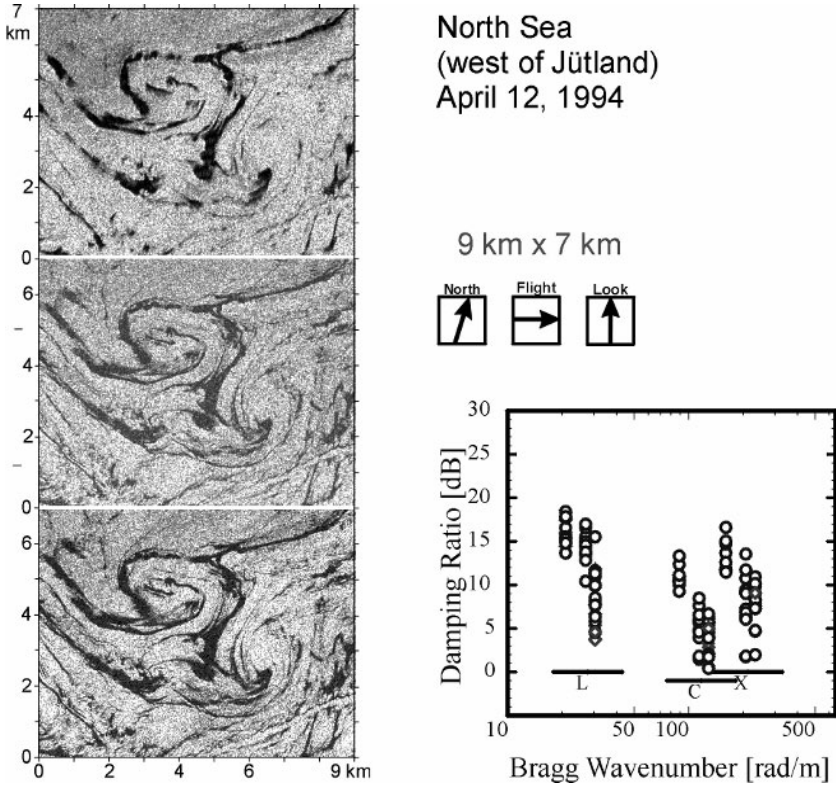 7
km
4
2
0
6
4
2
0
6
4
2
0
0
2
4
6
9 km
North Sea
(west of Jütland)
April 12, 1994
9 km x 7 km
North
Flight
Look
Damping Ratio [dB]
30
25
20
15
10
5
0
L
C
X
10
50
100
500
Bragg Wavenumber [rad/m]